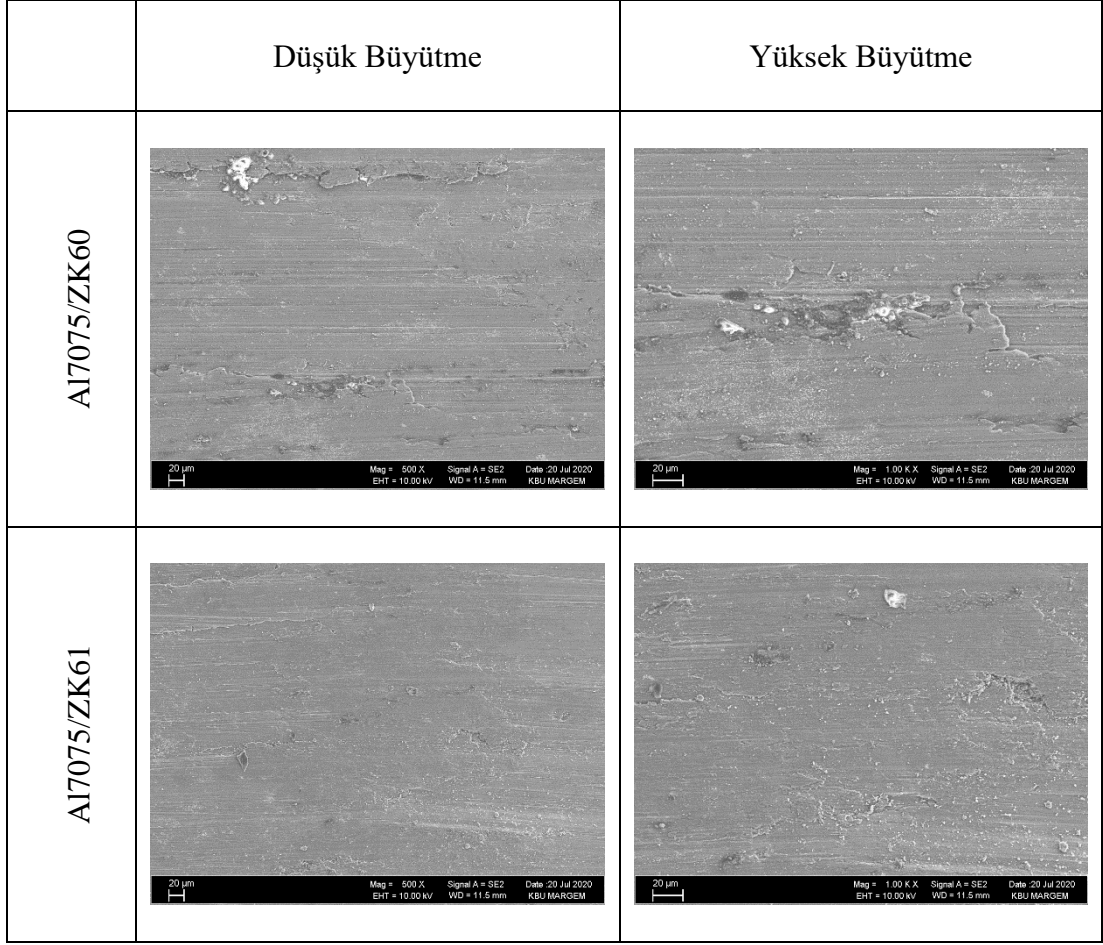 Düşük Büyütme
Yüksek Büyütme
Al7075/ZK60
20 µm
Mag = 500 X Signal A = SE2 Date :20 Jul 2020
EHT = 10.00 kV WD = 11.5 mm KBU MARGEM
20 µm
Mag = 1.00 K X Signal A = SE2 Date :20 Jul 2020
EHT = 10.00 kV WD = 11.5 mm KBU MARGEM
Al7075/ZK61
20 µm
Mag = 500 X Signal A = SE2 Date :20 Jul 2020
EHT = 10.00 kV WD = 11.5 mm KBU MARGEM
20 µm
Mag = 1.00 K X Signal A = SE2 Date :20 Jul 2020
EHT = 10.00 kV WD = 11.5 mm KBU MARGEM